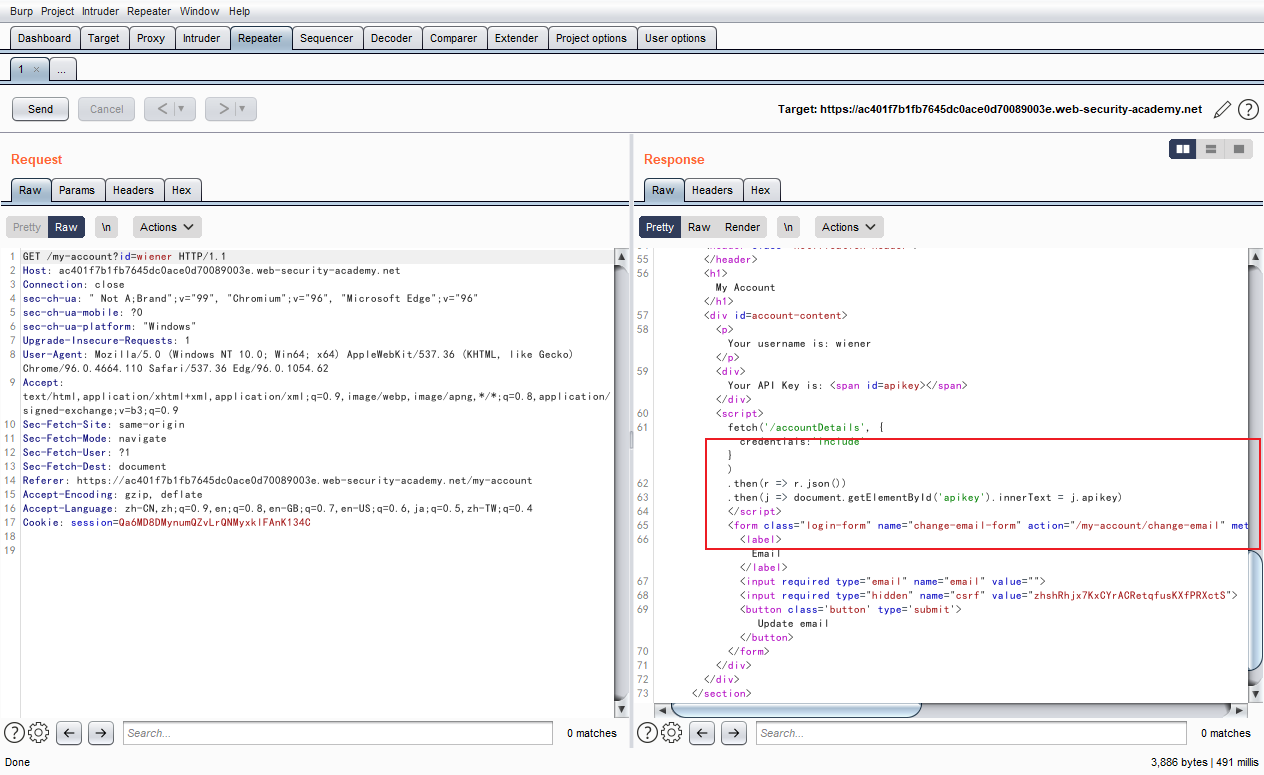 Burp Project Intruder Repeater Window Help
Dashboard Target Proxy Intruder Repeater Sequencer Decoder Comparer Extender Project options User options
1 × ...
Send Cancel < ▼ > ▼ Target: https://ac401f7b1fb7645dc0ace0d70089003e.web-security-academy.net ?
Request
Raw Params Headers Hex
Pretty Raw \n Actions
1 GET /my-account?id=wiener HTTP/1.1
2 Host: ac401f7b1fb7645dc0ace0d70089003e.web-security-academy.net
3 Connection: close
4 sec-ch-ua: " Not A;Brand";v="99", "Chromium";v="96", "Microsoft Edge";v="96"
5 sec-ch-ua-mobile: ?0
6 sec-ch-ua-platform: "Windows"
7 Upgrade-Insecure-Requests: 1
8 User-Agent: Mozilla/5.0 (Windows NT 10.0; Win64; x64) AppleWebKit/537.36 (KHTML, like Gecko)
Chrome/96.0.4664.110 Safari/537.36 Edg/96.0.1054.62
9 Accept:
text/html,application/xhtml+xml,application/xml;q=0.9,image/webp,image/apng,*/*;q=0.8,application/
signed-exchange;v=b3;q=0.9
10 Sec-Fetch-Site: same-origin
11 Sec-Fetch-Mode: navigate
12 Sec-Fetch-User: ?1
13 Sec-Fetch-Dest: document
14 Referer: https://ac401f7b1fb7645dc0ace0d70089003e.web-security-academy.net/my-account
15 Accept-Encoding: gzip, deflate
16 Accept-Language: zh-CN,zh;q=0.9,en;q=0.8,en-GB;q=0.7,en-US;q=0.6,ja;q=0.5,zh-TW;q=0.4
17 Cookie: session=Qa6MD8DMynumQZvLrQNMyxklFAnK134C
18
19
? Search... 0 matches
Response
Raw Headers Hex
Pretty Raw Render \n Actions
55 </header>
56 <h1>
My Account
</h1>
57 <div id=account-content>
58 <p>
Your username is: wiener
</p>
59 <div>
Your API Key is: <span id=apikey></span>
</div>
60 <script>
61 fetch('/accountDetails', {
credentials:'include'
}
)
62 .then(r => r.json())
63 .then(j => document.getElementById('apikey').innerText = j.apikey)
64 </script>
65 <form class="login-form" name="change-email-form" action="/my-account/change-email" met
66 <label>
Email
</label>
67 <input required type="email" name="email" value="">
68 <input required type="hidden" name="csrf" value="zhshRhjx7KxCYrACRetqfusKXfPRXctS">
69 <button class='button' type='submit'>
Update email
</button>
70 </form>
71 </div>
72 </div>
73 </section>
? Search... 0 matches
Done 3,886 bytes | 491 millis